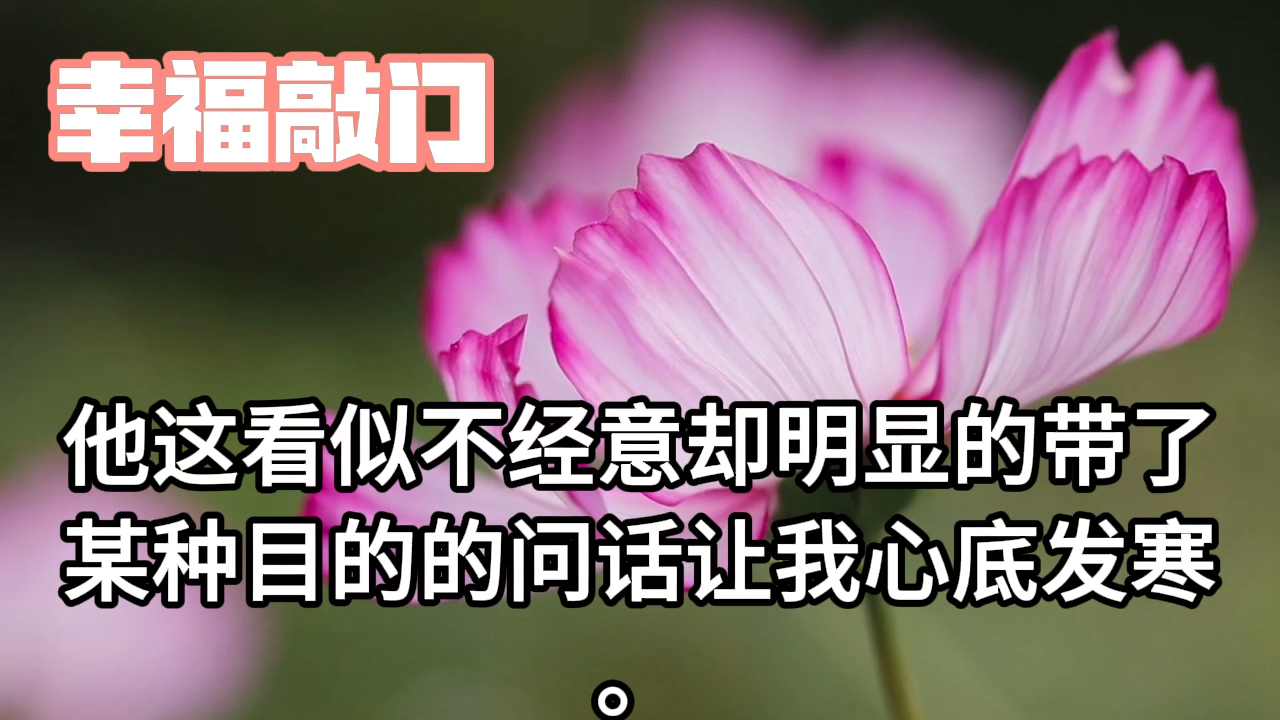 幸福敲门
他这看似不经意却明显的带了
某种目的的问话让我心底发寒
。